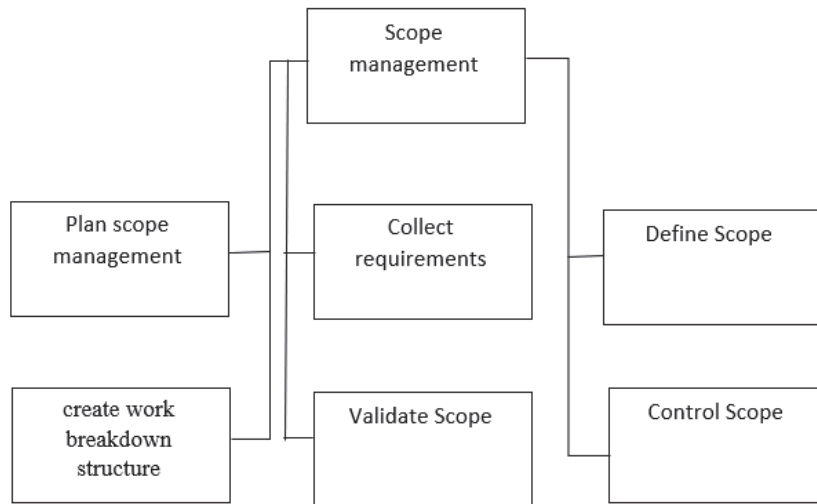 Scope
management
Plan scope
management
Collect
requirements
Define Scope
create work
breakdown
structure
Validate Scope
Control Scope